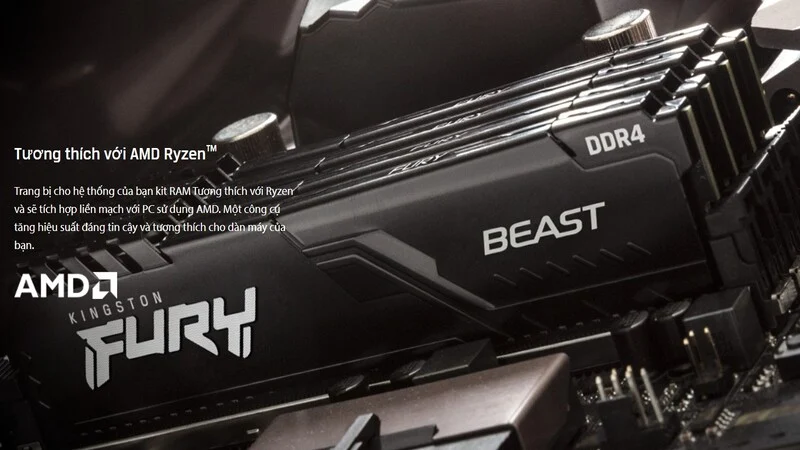 Tương thích với AMD Ryzen™
Trang bị cho hệ thống của bạn kit RAM Tương thích với Ryzen
và sẽ tích hợp liền mạch với PC sử dụng AMD. Một công cụ
tăng hiệu suất đáng tin cậy và tương thích cho dàn máy của
bạn.
AMD
KINGSTON
FURY
BEAST
DDR4
FURY